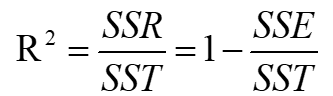 R² = SSR/SST = 1 − SSE/SST